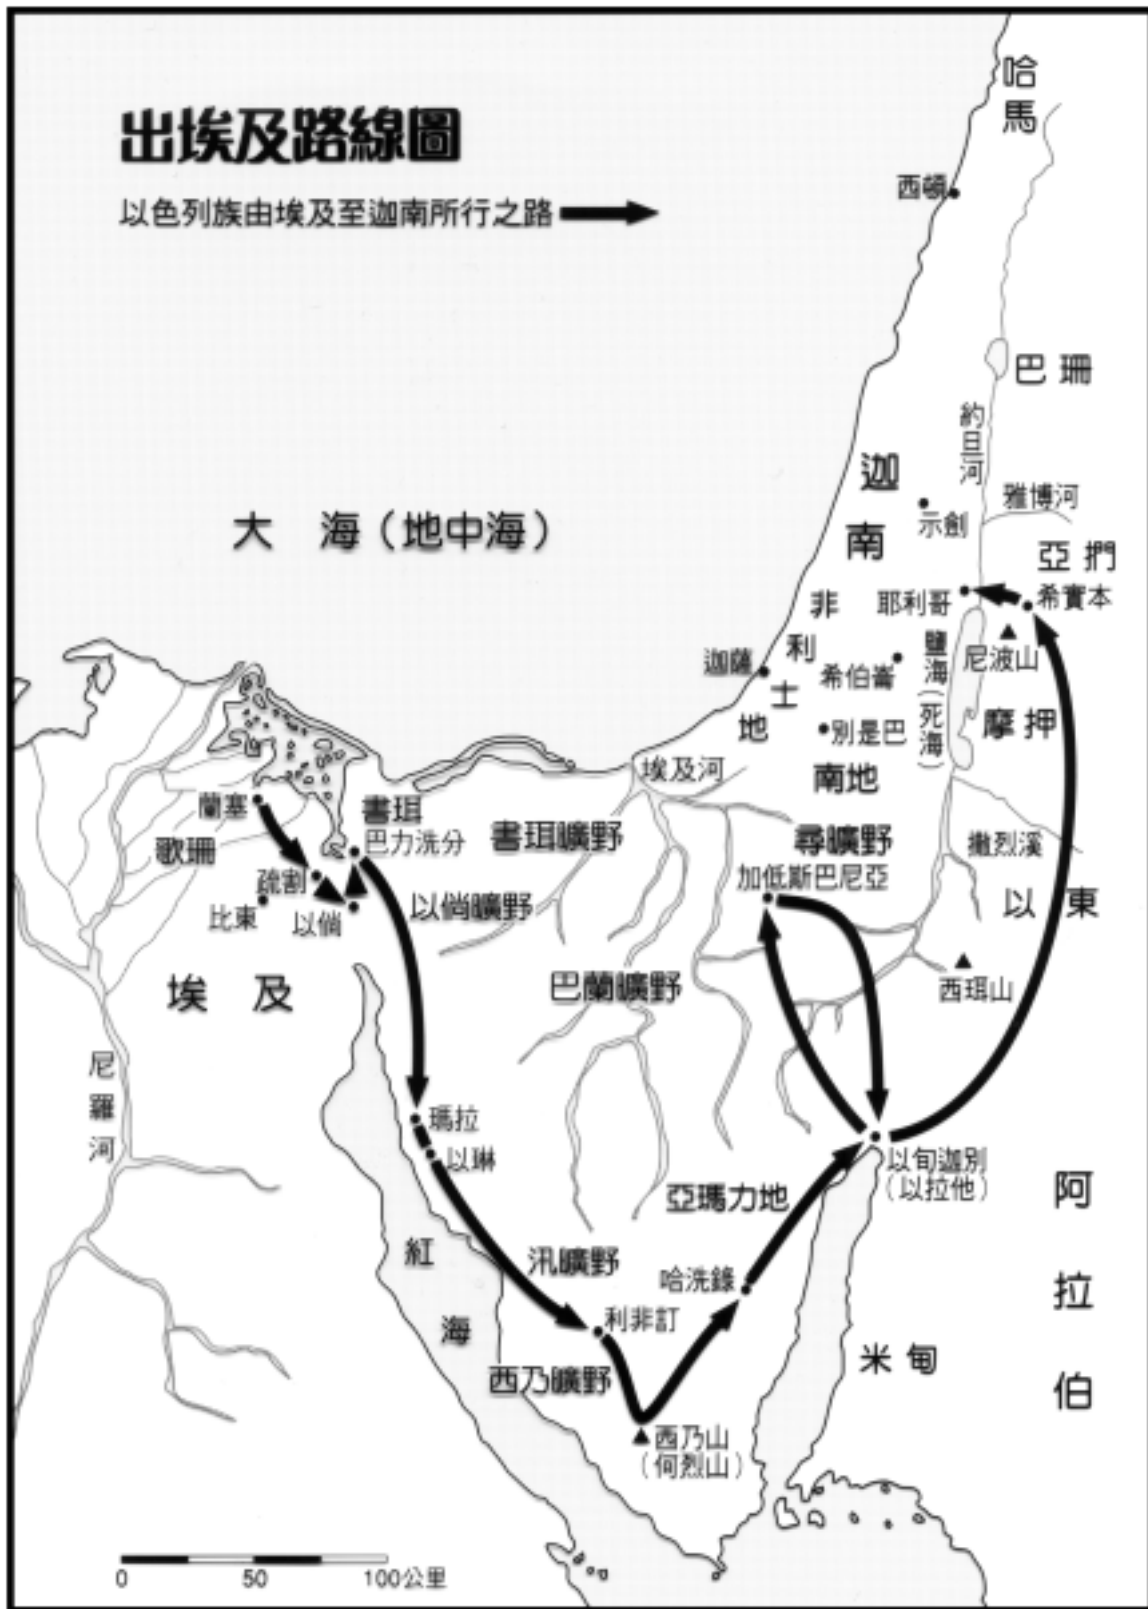 出埃及路線圖
以色列族由埃及至迦南所行之路
哈馬
西頓
巴珊
約旦河
迦南
雅博河
示劍
大海（地中海）
亞捫
非利士地
耶利哥
希實本
鹽海（死海）
尼波山
迦薩
希伯崙
別是巴
摩押
埃及河
南地
蘭塞
書珥
巴力洗分
書珥曠野
尋曠野
撒烈溪
歌珊
疏割
加低斯巴尼亞
比東
以倘
以倘曠野
以東
埃及
巴蘭曠野
西珥山
尼羅河
瑪拉
以琳
以旬迦別
（以拉他）
亞瑪力地
阿拉伯
紅海
汛曠野
哈洗錄
利非訂
西乃曠野
米甸
西乃山
（何烈山）
0 50 100公里